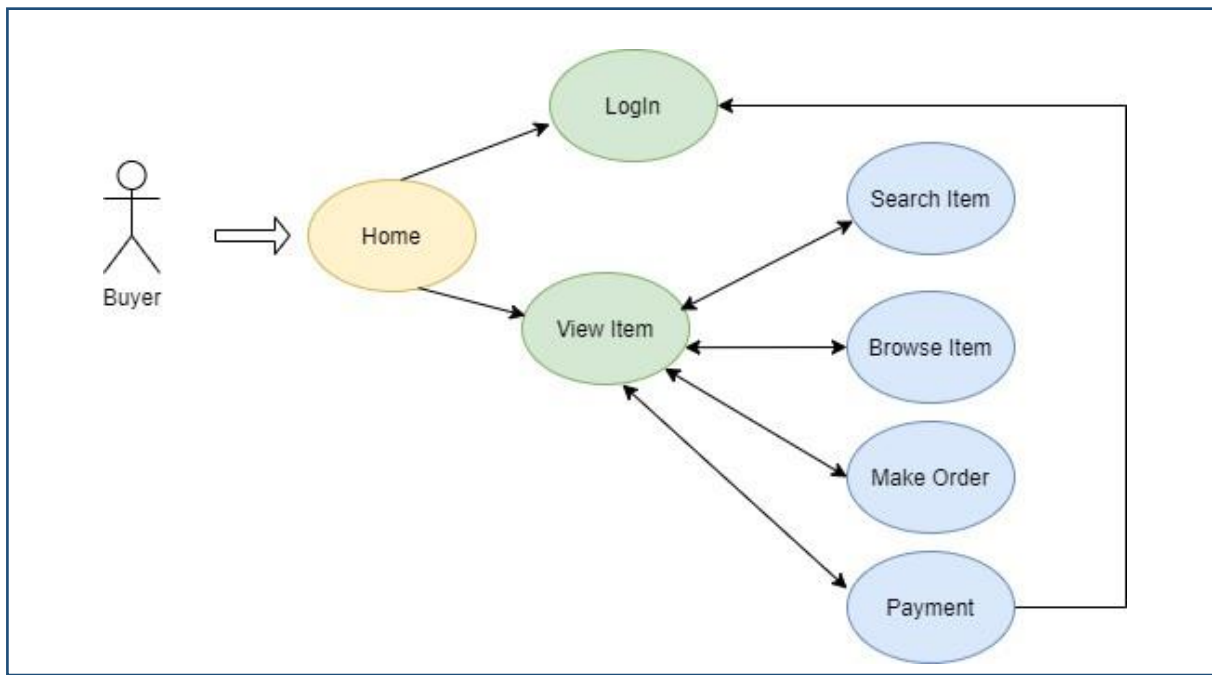 LogIn
Search Item
Home
Buyer
View Item
Browse Item
Make Order
Payment